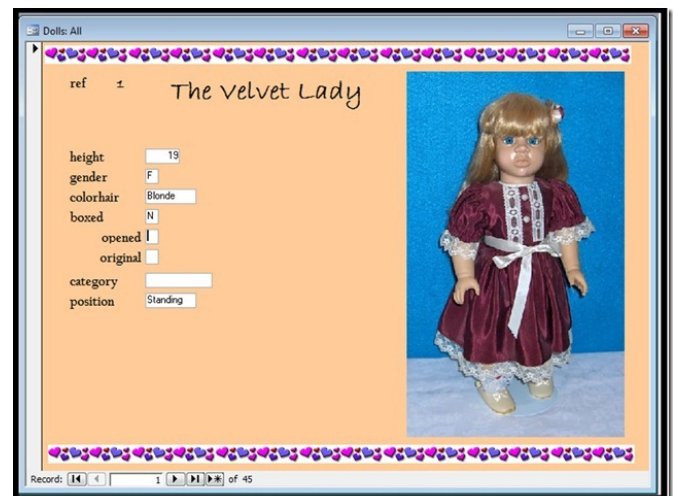 Dolls: All
ref 1 The Velvet Lady
height 19
gender F
colorhair Blonde
boxed N
opened
original
category
position Standing
Record: 1 of 45